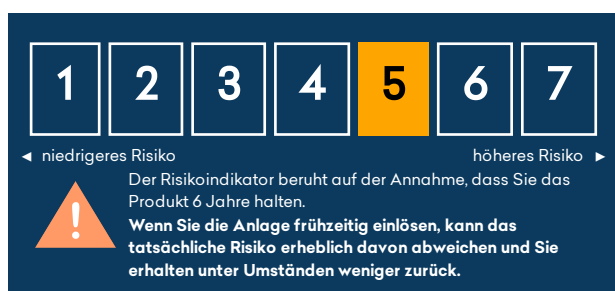 1 2 3 4 5 6 7
◄ niedrigeres Risiko höheres Risiko ►
Der Risikoindikator beruht auf der Annahme, dass Sie das
Produkt 6 Jahre halten.
Wenn Sie die Anlage frühzeitig einlösen, kann das
tatsächliche Risiko erheblich davon abweichen und Sie
erhalten unter Umständen weniger zurück.